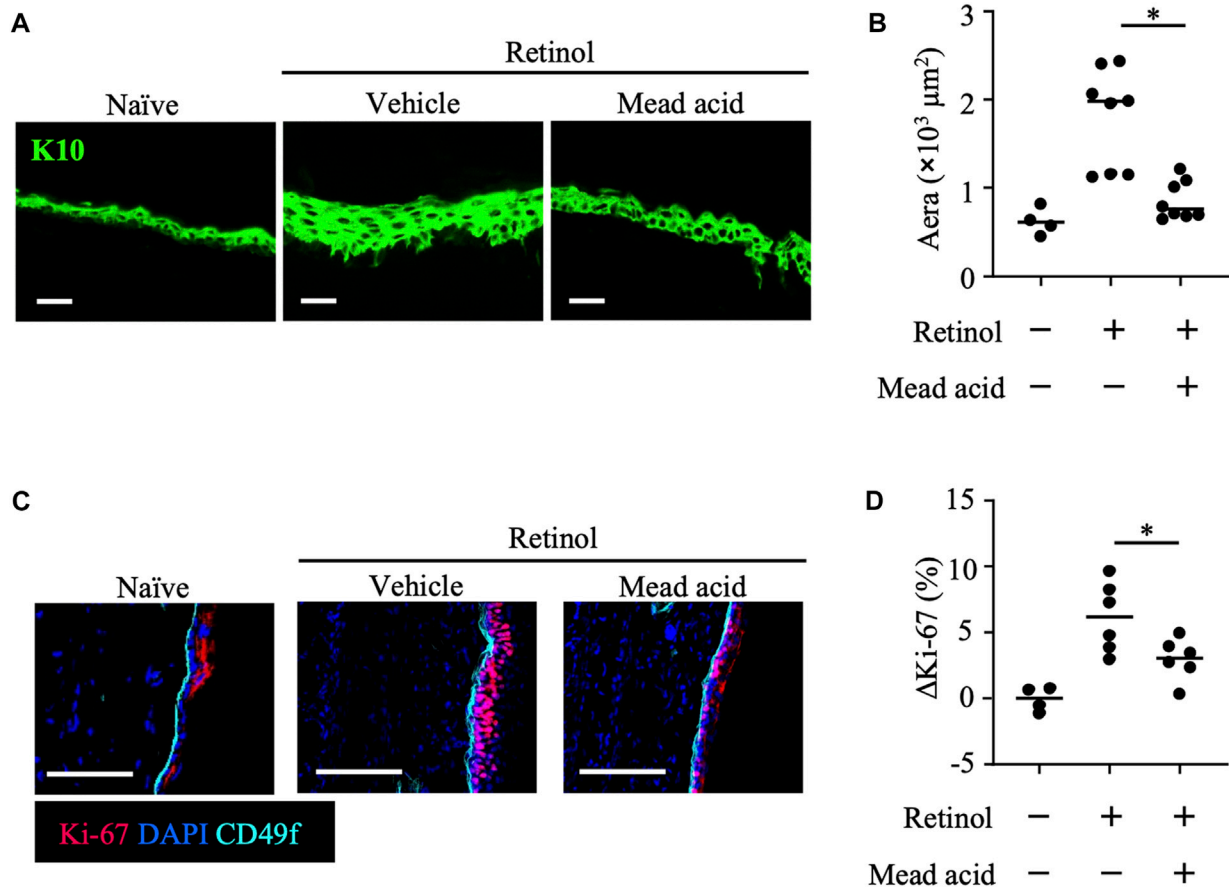 A
Retinol
Naïve
Vehicle
Mead acid
K10
B
*
Aera (×10³ μm²)
3
2
1
0
Retinol − + +
Mead acid − − +
C
Retinol
Naïve
Vehicle
Mead acid
Ki-67 DAPI CD49f
D
*
ΔKi-67 (%)
15
10
5
0
-5
Retinol − + +
Mead acid − − +